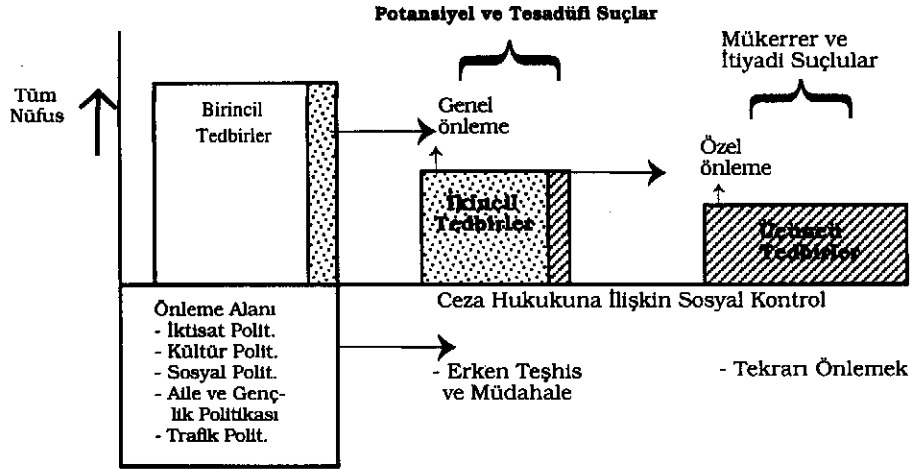 Potansiyel ve Tesadüfi Suçlar
Mükerrer ve
İtiyadi Suçlular
Tüm
Nüfus
Birincil
Tedbirler
Genel
önleme
Özel
önleme
İkincil
Tedbirler
Üçüncü
Tedbirler
Ceza Hukukuna İlişkin Sosyal Kontrol
Önleme Alanı
- İktisat Polit.
- Kültür Polit.
- Sosyal Polit.
- Aile ve Genç-
lik Politikası
- Trafik Polit.
- Erken Teşhis
ve Müdahale
- Tekrarı Önlemek